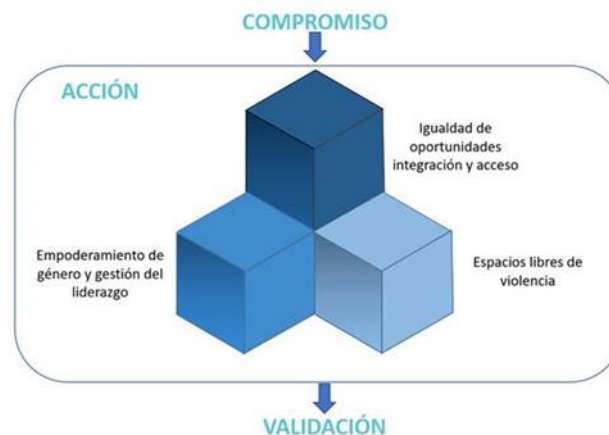 COMPROMISO
ACCIÓN
Igualdad de
oportunidades
integración y acceso
Empoderamiento de
género y gestión del
liderazgo
Espacios libres de
violencia
VALIDACIÓN